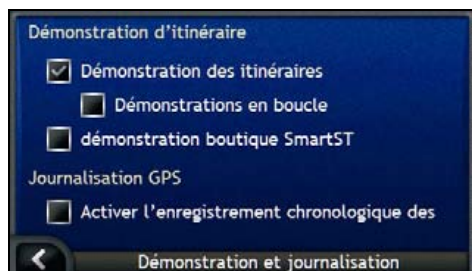 Démonstration d'itinéraire
Démonstration des itinéraires
Démonstrations en boucle
démonstration boutique SmartST
Journalisation GPS
Activer l'enregistrement chronologique des
Démonstration et journalisation